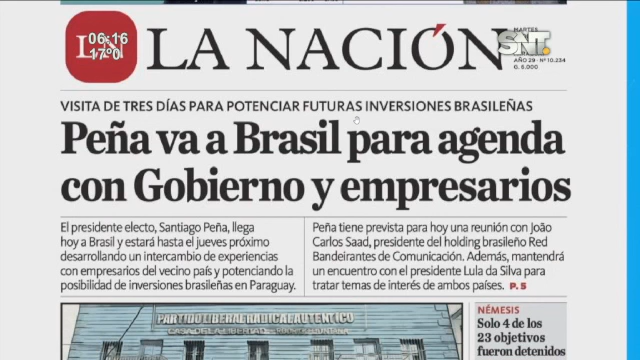 06:16
17°0
LN
LA NACIÓN
MARTES
SNT
AÑO 29 - Nº 10.234
G. 6.000
VISITA DE TRES DÍAS PARA POTENCIAR FUTURAS INVERSIONES BRASILEÑAS
Peña va a Brasil para agenda
con Gobierno y empresarios
El presidente electo, Santiago Peña, llega
hoy a Brasil y estará hasta el jueves próximo
desarrollando un intercambio de experiencias
con empresarios del vecino país y potenciando la
posibilidad de inversiones brasileñas en Paraguay.
Peña tiene prevista para hoy una reunión con João
Carlos Saad, presidente del holding brasileño Red
Bandeirantes de Comunicación. Además, mantendrá
un encuentro con el presidente Lula da Silva para
tratar temas de interés de ambos países. P. 5
PARTIDO LIBERAL RADICAL AUTENTICO
CASA DE LA LIBERTAD
NÉMESIS
Solo 4 de los
23 objetivos
fueron detenidos